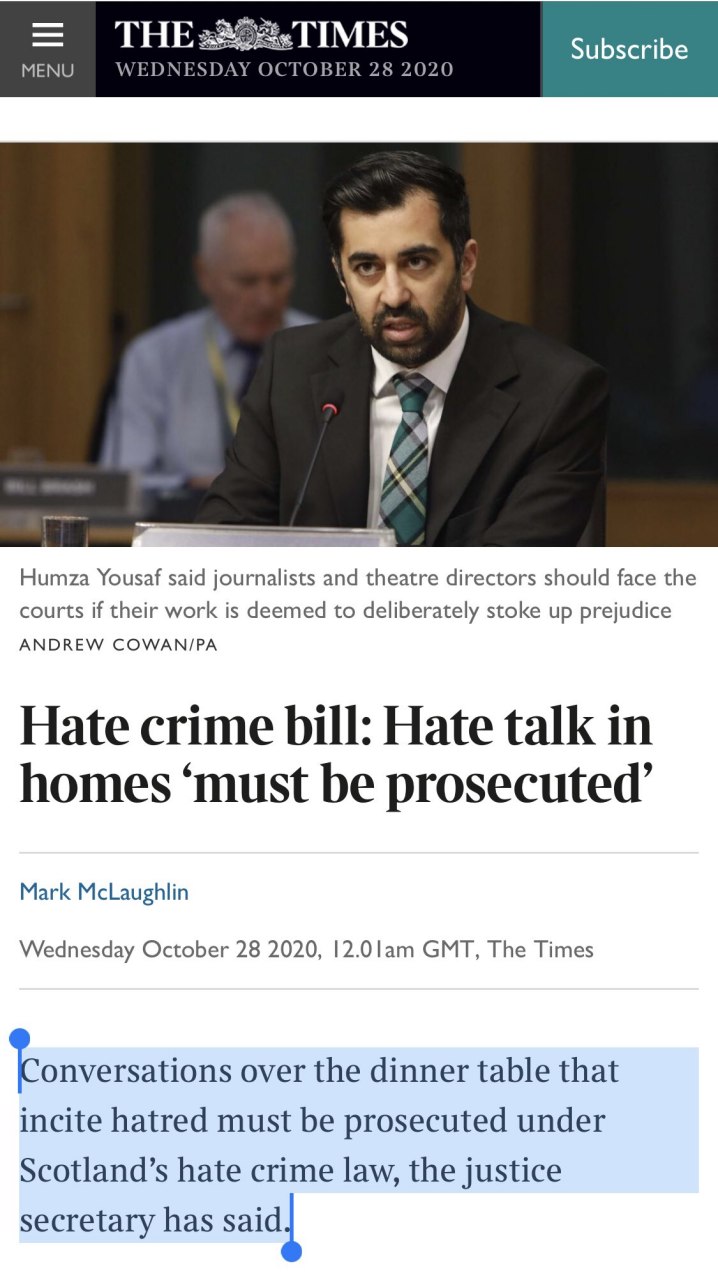 THE TIMES
MENU
WEDNESDAY OCTOBER 28 2020
Subscribe
Humza Yousaf said journalists and theatre directors should face the
courts if their work is deemed to deliberately stoke up prejudice
ANDREW COWAN/PA
Hate crime bill: Hate talk in
homes ‘must be prosecuted’
Mark McLaughlin
Wednesday October 28 2020, 12.01am GMT, The Times
Conversations over the dinner table that
incite hatred must be prosecuted under
Scotland’s hate crime law, the justice
secretary has said.